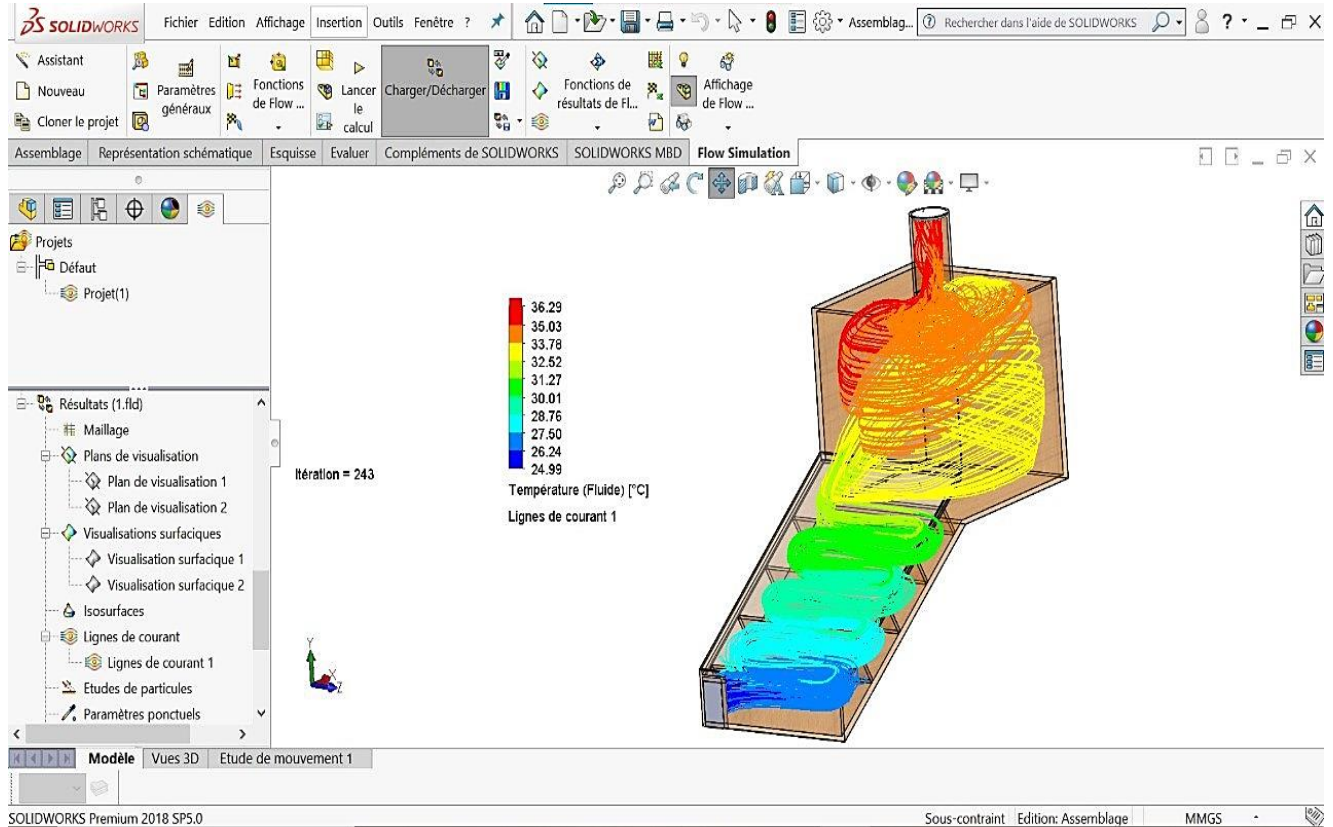 SOLIDWORKS
Fichier Edition Affichage Insertion Outils Fenêtre ?
Assemblag...
Rechercher dans l'aide de SOLIDWORKS
?
Assistant
Nouveau
Cloner le projet
Paramètres
généraux
Fonctions
de Flow ...
Lancer
le
calcul
Charger/Décharger
Fonctions de
résultats de Fl...
Affichage
de Flow ...
Assemblage Représentation schématique Esquisse Evaluer Compléments de SOLIDWORKS SOLIDWORKS MBD Flow Simulation
Projets
Défaut
Projet(1)
Résultats (1.fld)
Maillage
Plans de visualisation
Plan de visualisation 1
Plan de visualisation 2
Visualisations surfaciques
Visualisation surfacique 1
Visualisation surfacique 2
Isosurfaces
Lignes de courant
Lignes de courant 1
Etudes de particules
Paramètres ponctuels
Itération = 243
36.29
35.03
33.78
32.52
31.27
30.01
28.76
27.50
26.24
24.99
Température (Fluide) [°C]
Lignes de courant 1
Y
X
Z
Modèle Vues 3D Etude de mouvement 1
SOLIDWORKS Premium 2018 SP5.0
Sous-contraint Edition: Assemblage MMGS -